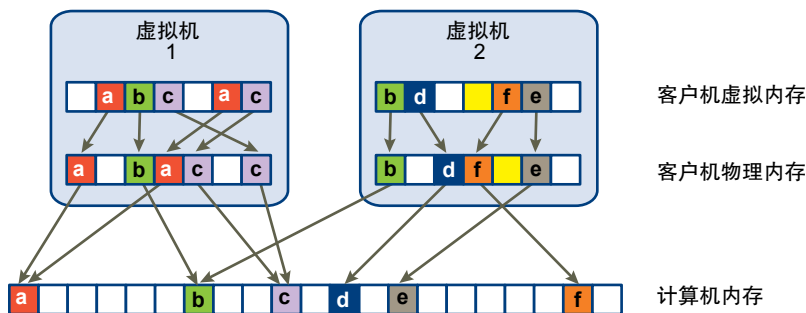 虚拟机
1
虚拟机
2
a b c a c
b d f e
客户机虚拟内存
a b a c c
b d f e
客户机物理内存
a b c d e f
计算机内存